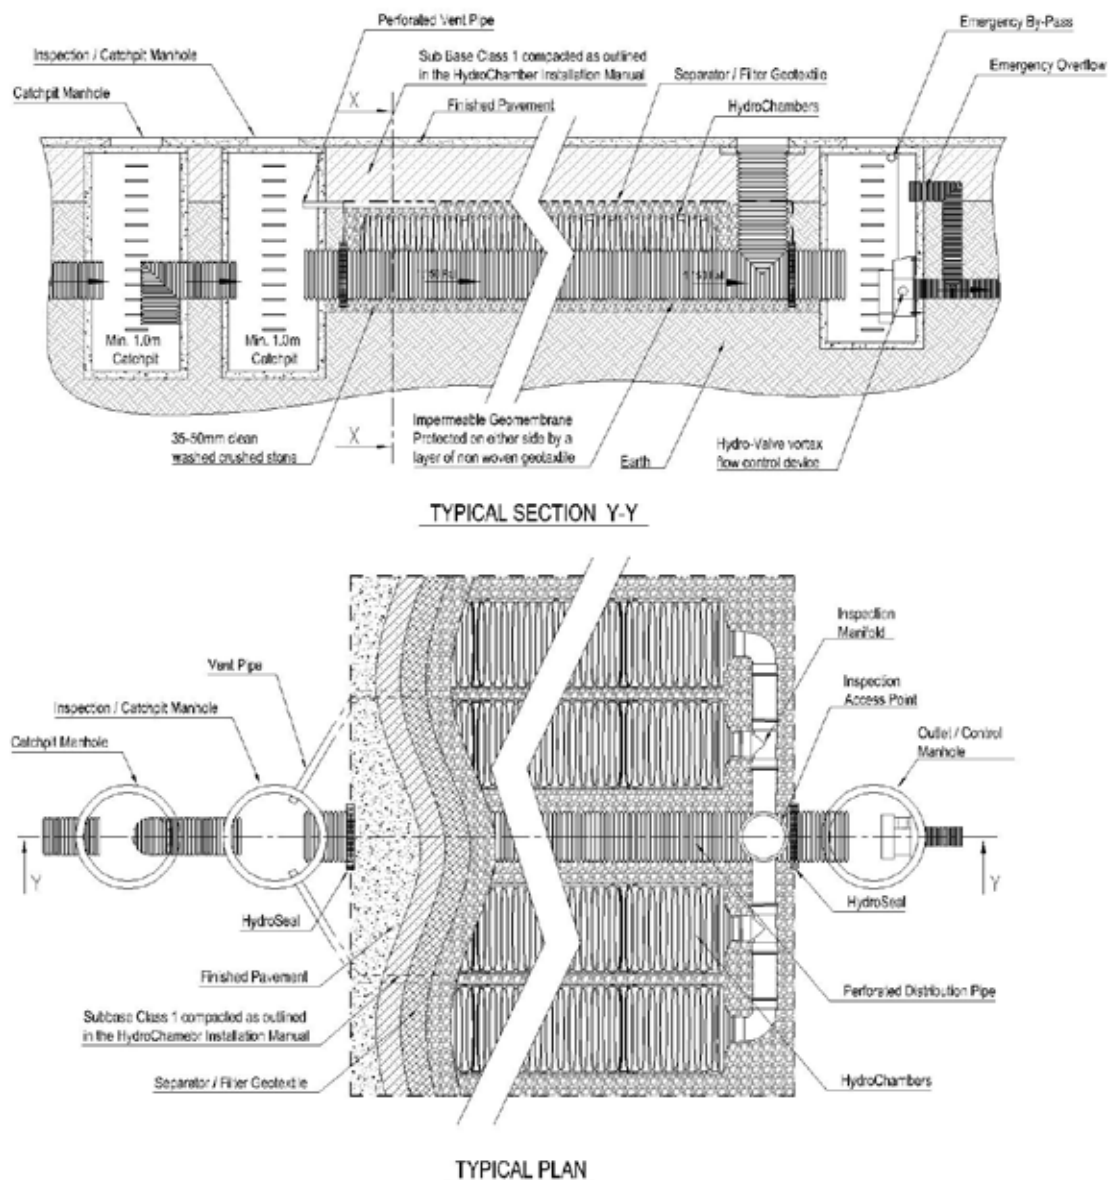 Perforated Vent Pipe
Emergency By-Pass
Inspection / Catchpit Manhole
Sub Base Class 1 compacted as outlined
in the HydroChamber Installation Manual
Separator / Filter Geotextile
Emergency Overflow
Catchpit Manhole
X
Finished Pavement
HydroChambers
Min. 1.0m
Catchpit
Min. 1.0m
Catchpit
X
35-50mm clean
washed crushed stone
Impermeable Geomembrane
Protected on either side by a
layer of non woven geotextile
Earth
Hydro-Valve vortex
flow control device
TYPICAL SECTION Y-Y
Inspection
Manifold
Vent Pipe
Inspection
Access Point
Inspection / Catchpit Manhole
Catchpit Manhole
Outlet / Control
Manhole
Y
Y
HydroSeal
HydroSeal
Finished Pavement
Perforated Distribution Pipe
Subbase Class 1 compacted as outlined
in the HydroChamebr Installation Manual
Separator / Filter Geotextile
HydroChambers
TYPICAL PLAN